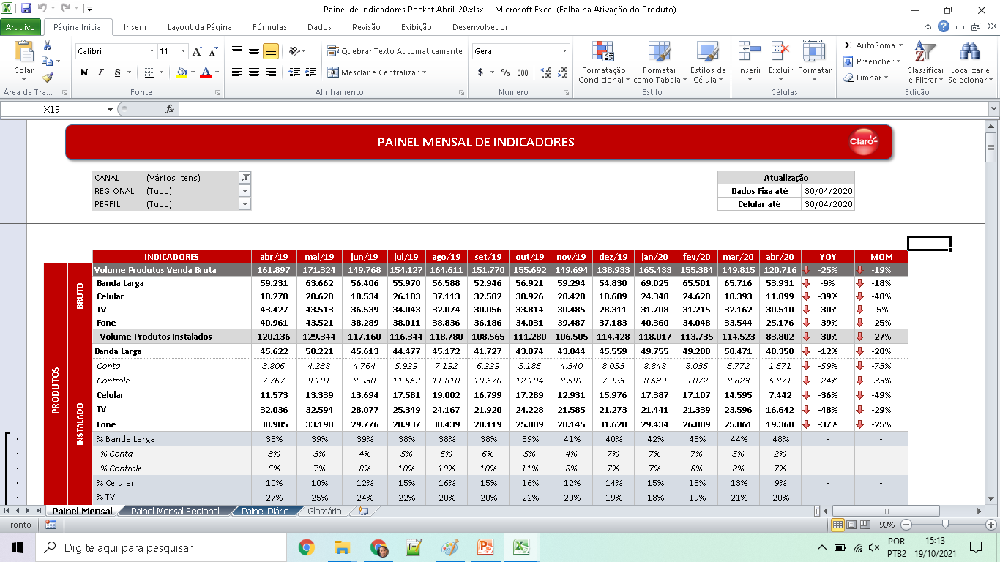 Painel de Indicadores Pocket Abril-20.xlsx - Microsoft Excel (Falha na Ativação do Produto)
Arquivo Página Inicial Inserir Layout da Página Fórmulas Dados Revisão Exibição Desenvolvedor
Colar
Calibri 11
N I S
Quebrar Texto Automaticamente
Mesclar e Centralizar
Geral
$ % 000
Formatação Condicional
Formatar como Tabela
Estilos de Célula
Inserir Excluir Formatar
AutoSoma
Preencher
Limpar
Classificar e Filtrar
Localizar e Selecionar
Área de Tra... Fonte Alinhamento Número Estilo Células Edição
X19 fx
PAINEL MENSAL DE INDICADORES Claro
CANAL (Vários itens)
REGIONAL (Tudo)
PERFIL (Tudo)
Atualização
Dados Fixa até 30/04/2020
Celular até 30/04/2020
INDICADORES abr/19 mai/19 jun/19 jul/19 ago/19 set/19 out/19 nov/19 dez/19 jan/20 fev/20 mar/20 abr/20 YOY MOM
PRODUTOS
BRUTO
Volume Produtos Venda Bruta 161.897 171.324 149.768 154.127 164.611 151.770 155.692 149.694 138.933 165.433 155.384 149.815 120.716 -25% -19%
Banda Larga 59.231 63.662 56.406 55.970 56.588 52.946 56.921 59.294 54.830 69.025 65.501 65.716 53.931 -9% -18%
Celular 18.278 20.628 18.534 26.103 37.113 32.582 30.926 20.428 18.609 24.340 24.620 18.393 11.099 -39% -40%
TV 43.427 43.513 36.539 34.043 32.074 30.056 33.814 30.485 28.311 31.708 31.215 32.162 30.510 -30% -5%
Fone 40.961 43.521 38.289 38.011 38.836 36.186 34.031 39.487 37.183 40.360 34.048 33.544 25.176 -39% -25%
INSTALADO
Volume Produtos Instalados 120.136 129.344 117.160 116.344 118.780 108.565 111.280 106.505 114.428 118.017 113.735 114.523 83.802 -30% -27%
Banda Larga 45.622 50.221 45.613 44.477 45.172 41.727 43.874 43.844 45.559 49.755 49.280 50.471 40.358 -12% -20%
Conta 3.806 4.238 4.764 5.929 7.192 6.229 5.185 4.340 8.053 8.848 8.035 5.772 1.571 -59% -73%
Controle 7.767 9.101 8.930 11.652 11.810 10.570 12.104 8.591 7.923 8.539 9.072 8.823 5.871 -24% -33%
Celular 11.573 13.339 13.694 17.581 19.002 16.799 17.289 12.931 15.976 17.387 17.107 14.595 7.442 -36% -49%
TV 32.036 32.594 28.077 25.349 24.167 21.920 24.228 21.585 21.273 21.441 21.339 23.596 16.642 -48% -29%
Fone 30.905 33.190 29.776 28.937 30.439 28.119 25.889 28.145 31.620 29.434 26.009 25.861 19.360 -37% -25%
% Banda Larga 38% 39% 39% 38% 38% 38% 39% 41% 40% 42% 43% 44% 48% - -
% Conta 3% 3% 4% 5% 6% 6% 5% 4% 7% 7% 7% 5% 2%
% Controle 6% 7% 8% 10% 10% 10% 11% 8% 7% 7% 8% 8% 7%
% Celular 10% 10% 12% 15% 16% 15% 16% 12% 14% 15% 15% 13% 9% - -
% TV 27% 25% 24% 22% 20% 20% 22% 20% 19% 18% 19% 21% 20% - -
Painel Mensal Painel Mensal-Regional Painel Diário Glossário
Pronto 90%
Digite aqui para pesquisar
POR 15:13
PTB2 19/10/2021